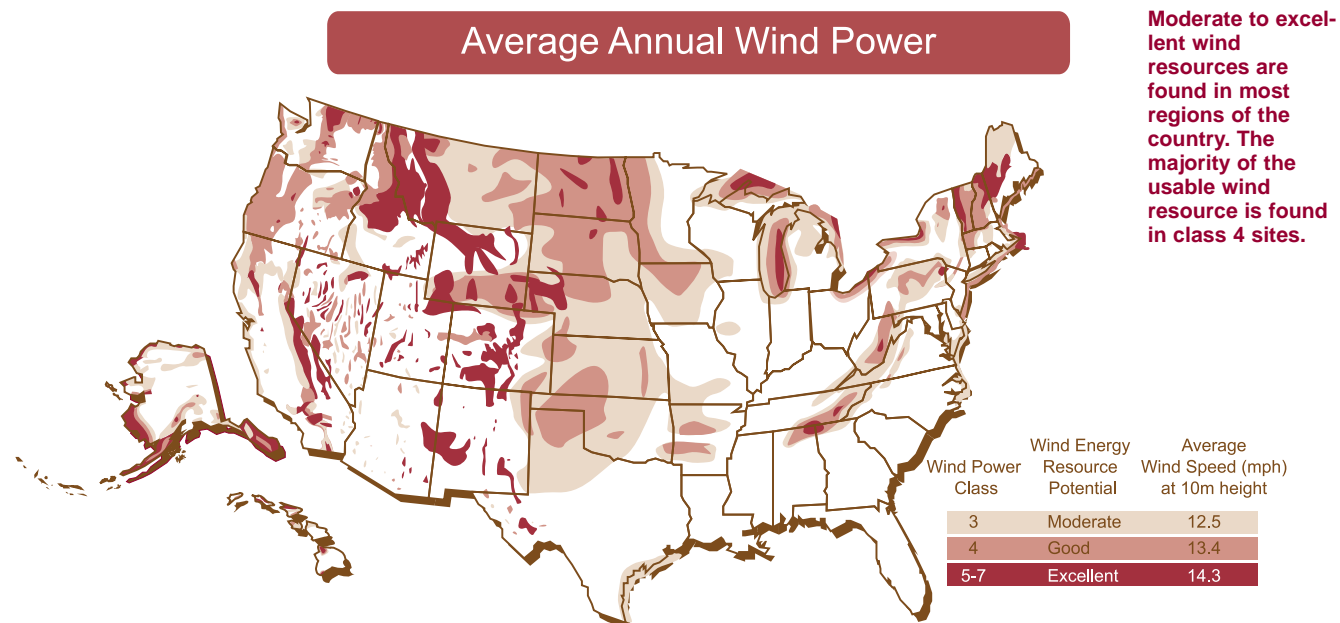 Average Annual Wind Power
Moderate to excel-
lent wind
resources are
found in most
regions of the
country. The
majority of the
usable wind
resource is found
in class 4 sites.
Wind Power
Class
Wind Energy
Resource
Potential
Average
Wind Speed (mph)
at 10m height
3 Moderate 12.5
4 Good 13.4
5-7 Excellent 14.3